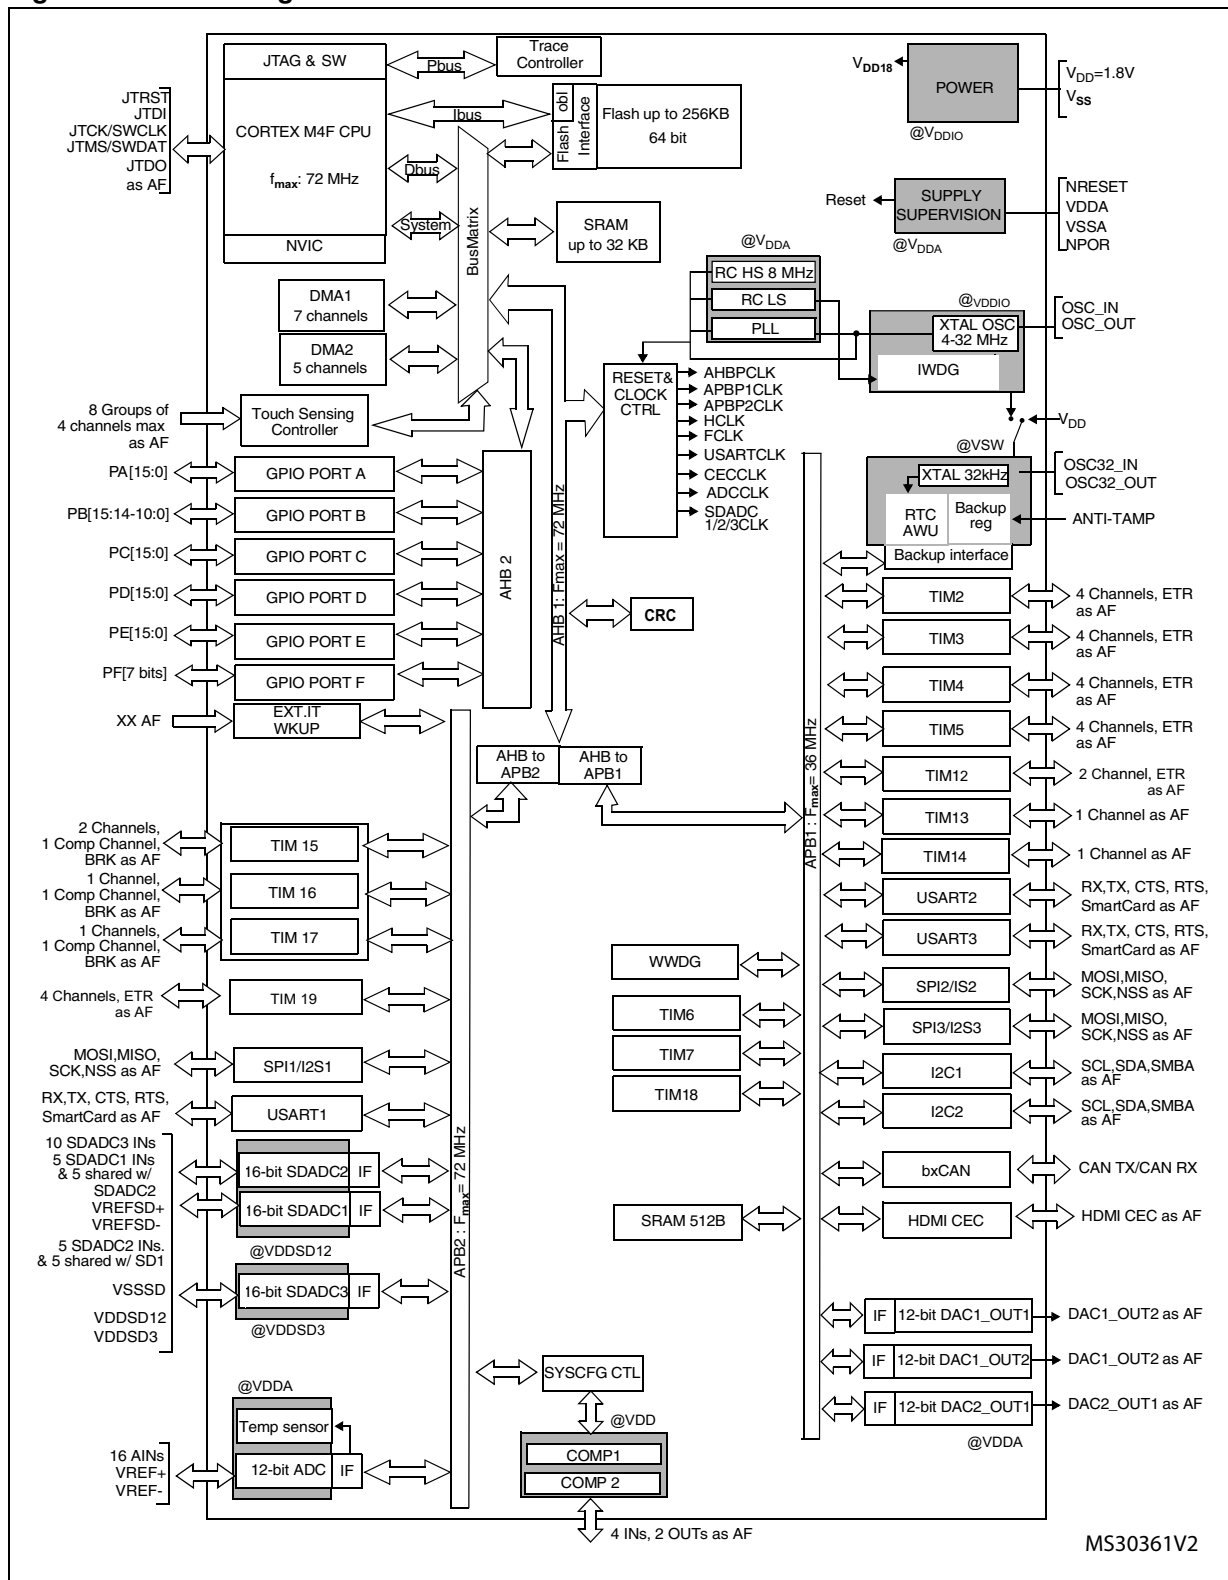 JTAG & SW
Pbus
Trace
Controller
VDD18
POWER
VDD=1.8V
VSS
@VDDIO
JTRST
JTDI
JTCK/SWCLK
JTMS/SWDAT
JTDO
as AF
CORTEX M4F CPU
fmax: 72 MHz
NVIC
Ibus
Dbus
System
Flash
obl
Interface
Flash up to 256KB
64 bit
BusMatrix
SRAM
up to 32 KB
Reset
SUPPLY
SUPERVISION
NRESET
VDDA
VSSA
NPOR
@VDDA
@VDDA
RC HS 8 MHz
RC LS
PLL
@VDDIO
XTAL OSC
4-32 MHz
IWDG
OSC_IN
OSC_OUT
DMA1
7 channels
DMA2
5 channels
8 Groups of
4 channels max
as AF
Touch Sensing
Controller
RESET&
CLOCK
CTRL
AHBPCLK
APBP1CLK
APBP2CLK
HCLK
FCLK
USARTCLK
CECCLK
ADCCLK
SDADC
1/2/3CLK
VDD
@VSW
XTAL 32kHz
OSC32_IN
OSC32_OUT
RTC
AWU
Backup
reg
ANTI-TAMP
Backup interface
PA[15:0]
GPIO PORT A
PB[15:14-10:0]
GPIO PORT B
PC[15:0]
GPIO PORT C
PD[15:0]
GPIO PORT D
PE[15:0]
GPIO PORT E
PF[7 bits]
GPIO PORT F
AHB 2
AHB 1: Fmax = 72 MHz
CRC
XX AF
EXT.IT
WKUP
AHB to
APB2
AHB to
APB1
APB1 : Fmax= 36 MHz
TIM2
4 Channels, ETR
as AF
TIM3
4 Channels, ETR
as AF
TIM4
4 Channels, ETR
as AF
TIM5
4 Channels, ETR
as AF
TIM12
2 Channel, ETR
as AF
TIM13
1 Channel as AF
TIM14
1 Channel as AF
USART2
RX,TX, CTS, RTS,
SmartCard as AF
USART3
RX,TX, CTS, RTS,
SmartCard as AF
SPI2/IS2
MOSI,MISO,
SCK,NSS as AF
SPI3/I2S3
MOSI,MISO,
SCK,NSS as AF
I2C1
SCL,SDA,SMBA
as AF
I2C2
SCL,SDA,SMBA
as AF
bxCAN
CAN TX/CAN RX
HDMI CEC
HDMI CEC as AF
IF
12-bit DAC1_OUT1
DAC1_OUT2 as AF
IF
12-bit DAC1_OUT2
DAC1_OUT2 as AF
IF
12-bit DAC2_OUT1
DAC2_OUT1 as AF
@VDDA
WWDG
TIM6
TIM7
TIM18
SRAM 512B
2 Channels,
1 Comp Channel,
BRK as AF
TIM 15
1 Channel,
1 Comp Channel,
BRK as AF
TIM 16
1 Channels,
1 Comp Channel,
BRK as AF
TIM 17
4 Channels, ETR
as AF
TIM 19
MOSI,MISO,
SCK,NSS as AF
SPI1/I2S1
RX,TX, CTS, RTS,
SmartCard as AF
USART1
APB2 : Fmax= 72 MHz
10 SDADC3 INs
5 SDADC1 INs
& 5 shared w/
SDADC2
VREFSD+
VREFSD-
5 SDADC2 INs.
& 5 shared w/ SD1
VSSSD
VDDSD12
VDDSD3
16-bit SDADC2
IF
16-bit SDADC1
IF
@VDDSD12
16-bit SDADC3
IF
@VDDSD3
@VDDA
Temp sensor
16 AINs
VREF+
VREF-
12-bit ADC
IF
SYSCFG CTL
@VDD
COMP1
COMP 2
4 INs, 2 OUTs as AF
MS30361V2